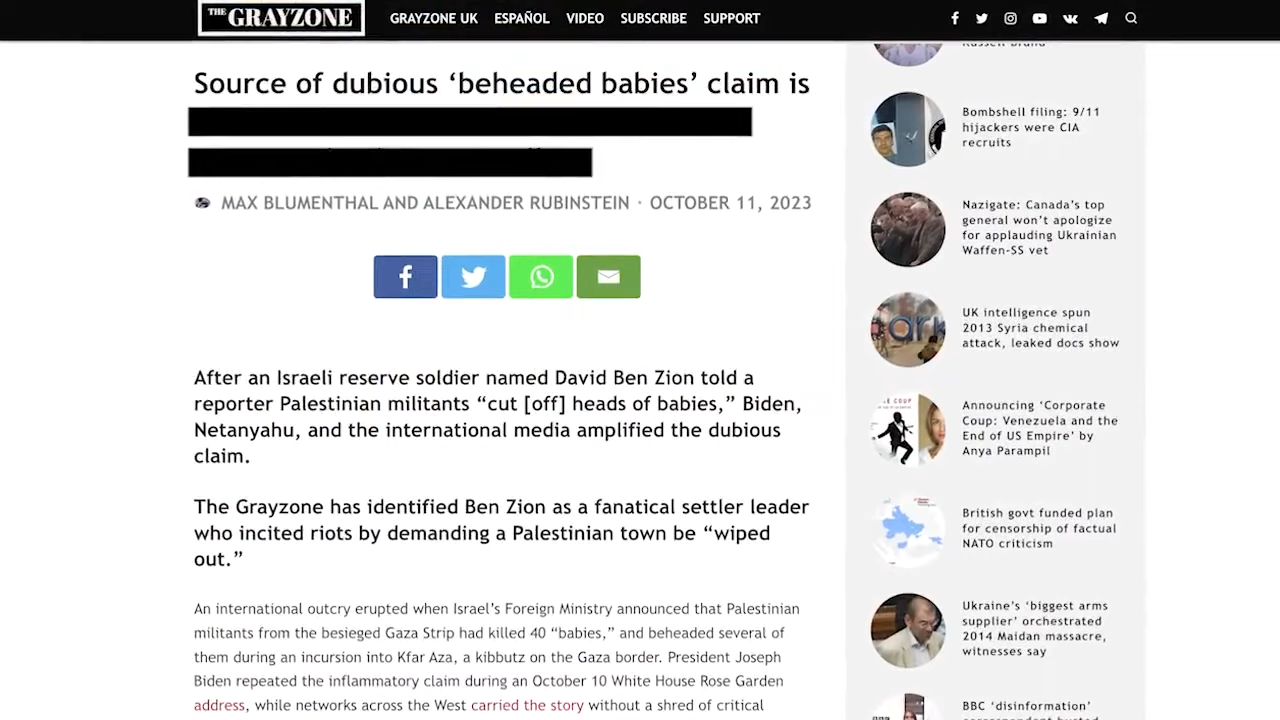 THE GRAYZONE
GRAYZONE UK ESPAÑOL VIDEO SUBSCRIBE SUPPORT
Source of dubious ‘beheaded babies’ claim is
MAX BLUMENTHAL AND ALEXANDER RUBINSTEIN · OCTOBER 11, 2023
After an Israeli reserve soldier named David Ben Zion told a
reporter Palestinian militants “cut [off] heads of babies,” Biden,
Netanyahu, and the international media amplified the dubious
claim.
The Grayzone has identified Ben Zion as a fanatical settler leader
who incited riots by demanding a Palestinian town be “wiped
out.”
An international outcry erupted when Israel’s Foreign Ministry announced that Palestinian
militants from the besieged Gaza Strip had killed 40 “babies,” and beheaded several of
them during an incursion into Kfar Aza, a kibbutz on the Gaza border. President Joseph
Biden repeated the inflammatory claim during an October 10 White House Rose Garden
address, while networks across the West carried the story without a shred of critical
Russell Brand
Bombshell filing: 9/11
hijackers were CIA
recruits
Nazigate: Canada’s top
general won’t apologize
for applauding Ukrainian
Waffen-SS vet
UK intelligence spun
2013 Syria chemical
attack, leaked docs show
Announcing ‘Corporate
Coup: Venezuela and the
End of US Empire’ by
Anya Parampil
British govt funded plan
for censorship of factual
NATO criticism
Ukraine’s ‘biggest arms
supplier’ orchestrated
2014 Maidan massacre,
witnesses say
BBC ‘disinformation’